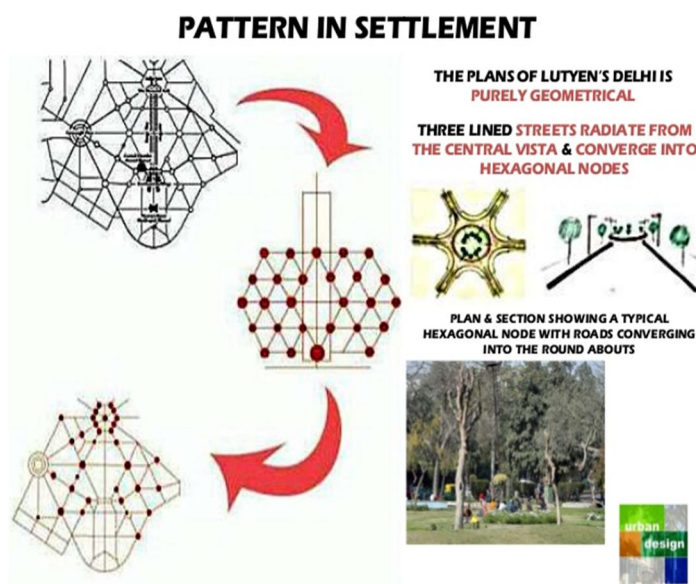 PATTERN IN SETTLEMENT
THE PLANS OF LUTYEN'S DELHI IS
PURELY GEOMETRICAL
THREE LINED STREETS RADIATE FROM
THE CENTRAL VISTA & CONVERGE INTO
HEXAGONAL NODES
PLAN & SECTION SHOWING A TYPICAL
HEXAGONAL NODE WITH ROADS CONVERGING
INTO THE ROUND ABOUTS
urban
design